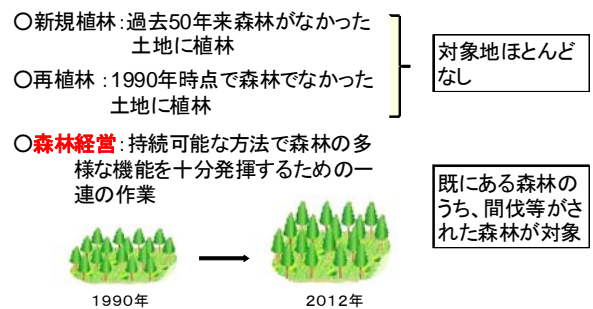 ○新規植林：過去50年来森林がなかった
土地に植林
○再植林：1990年時点で森林でなかった
土地に植林
対象地ほとんど
なし
○森林経営：持続可能な方法で森林の多
様な機能を十分発揮するための一
連の作業
既にある森林の
うち、間伐等がさ
れた森林が対象
1990年
2012年